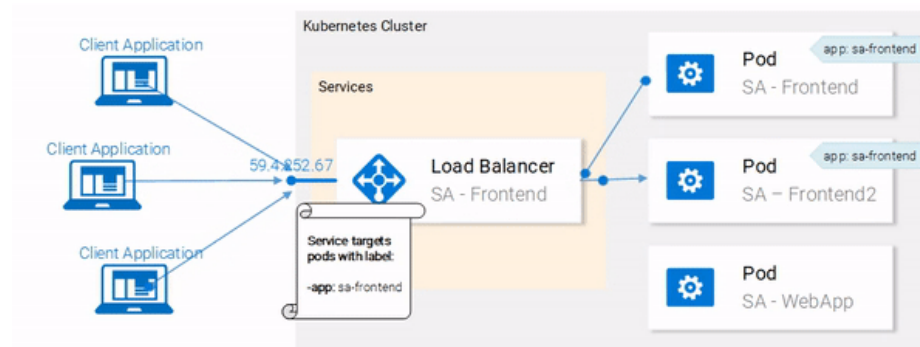 Kubernetes Cluster
Client Application
Services
Pod
app: sa-frontend
SA - Frontend
Client Application
59.4.252.67
Load Balancer
SA - Frontend
Pod
app: sa-frontend
SA – Frontend2
Service targets
pods with label:
-app: sa-frontend
Client Application
Pod
SA - WebApp